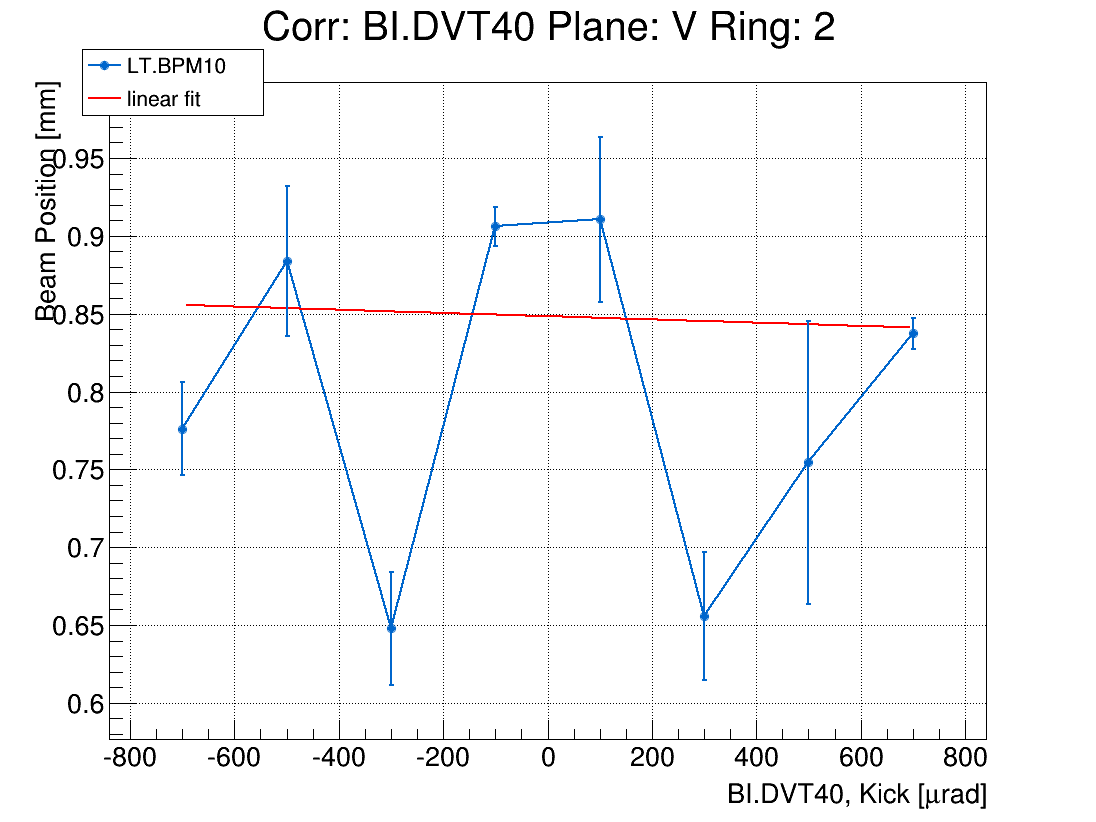 Corr: BI.DVT40 Plane: V Ring: 2
LT.BPM10
linear fit
Beam Position [mm]
0.95
0.9
0.85
0.8
0.75
0.7
0.65
0.6
-800 -600 -400 -200 0 200 400 600 800
BI.DVT40, Kick [μrad]